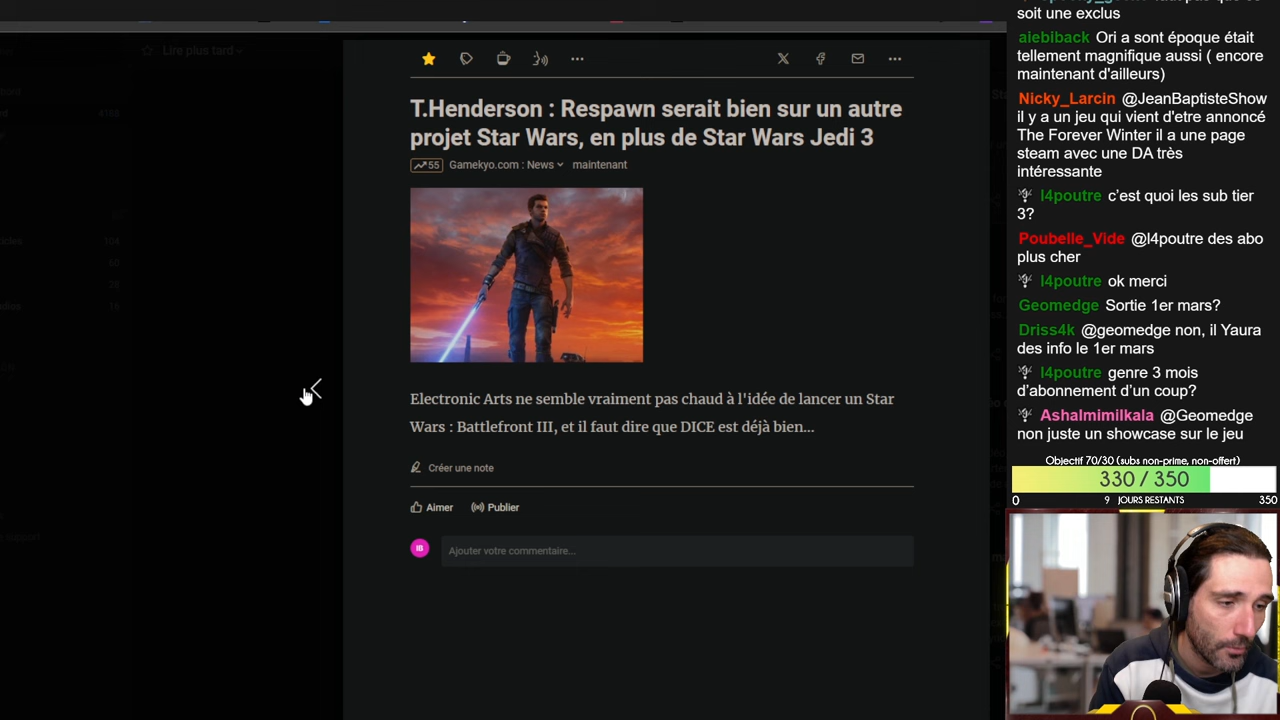 Lire plus tard
T.Henderson : Respawn serait bien sur un autre
projet Star Wars, en plus de Star Wars Jedi 3
55 Gamekyo.com : News maintenant
Electronic Arts ne semble vraiment pas chaud à l'idée de lancer un Star
Wars : Battlefront III, et il faut dire que DICE est déjà bien...
Créer une note
Aimer Publier
IB Ajouter votre commentaire...
soit une exclus
aiebiback Ori a sont époque était
tellement magnifique aussi ( encore
maintenant d'ailleurs)
Nicky_Larcin @JeanBaptisteShow
il y a un jeu qui vient d'etre annoncé
The Forever Winter il a une page
steam avec une DA très
intéressante
l4poutre c’est quoi les sub tier
3?
Poubelle_Vide @l4poutre des abo
plus cher
l4poutre ok merci
Geomedge Sortie 1er mars?
Driss4k @geomedge non, il Yaura
des info le 1er mars
l4poutre genre 3 mois
d’abonnement d’un coup?
Ashalmimilkala @Geomedge
non juste un showcase sur le jeu
Objectif 70/30 (subs non-prime, non-offert)
330 / 350
0 9 JOURS RESTANTS 350